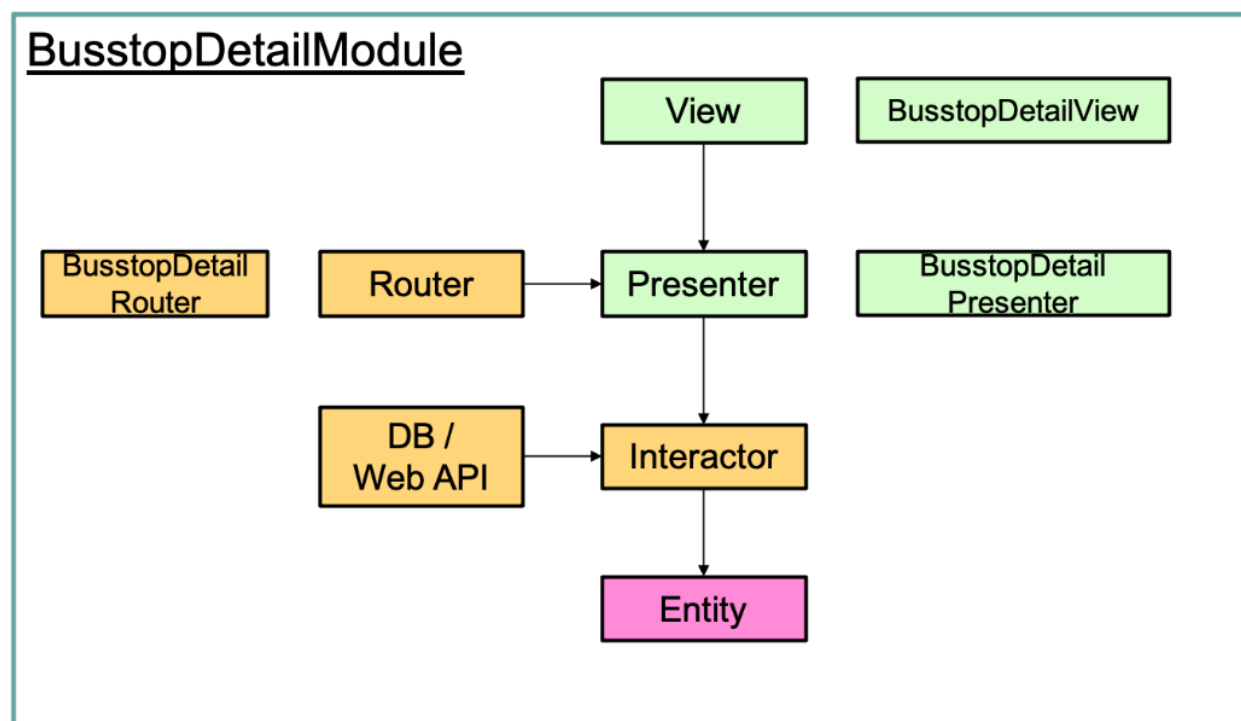 BusstopDetailModule
View
BusstopDetailView
BusstopDetail
Router
Router
Presenter
BusstopDetail
Presenter
DB /
Web API
Interactor
Entity